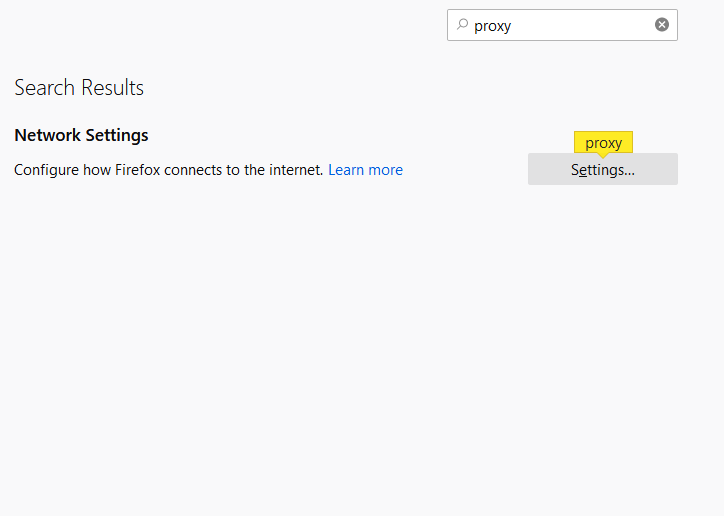 proxy
Search Results
Network Settings
proxy
Configure how Firefox connects to the internet. Learn more
Settings...